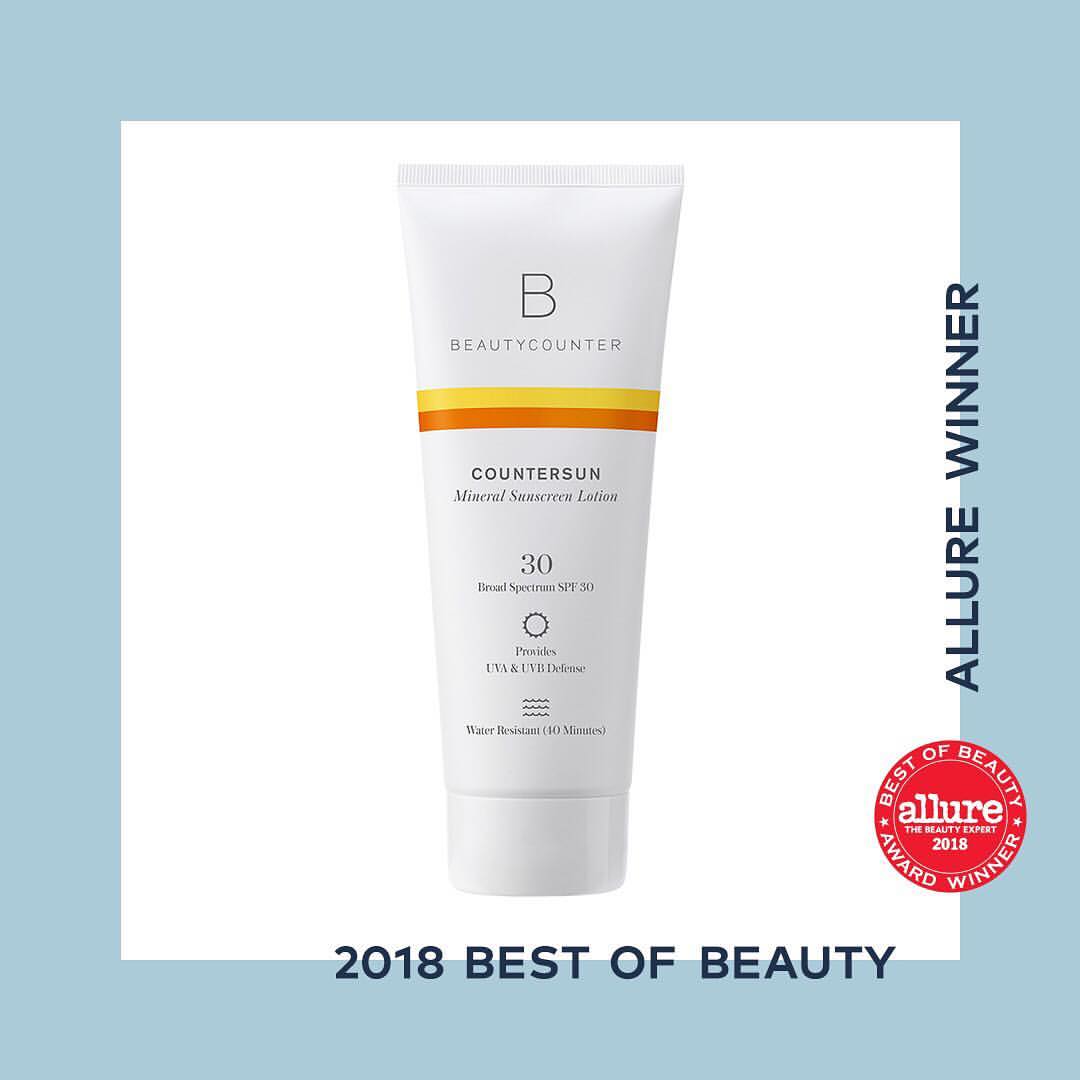 B
BEAUTYCOUNTER
COUNTERSUN
Mineral Sunscreen Lotion
30
Broad Spectrum SPF 30
Provides
UVA & UVB Defense
Water Resistant (40 Minutes)
ALLURE WINNER
BEST OF BEAUTY
allure
THE BEAUTY EXPERT
2018
AWARD WINNER
2018 BEST OF BEAUTY